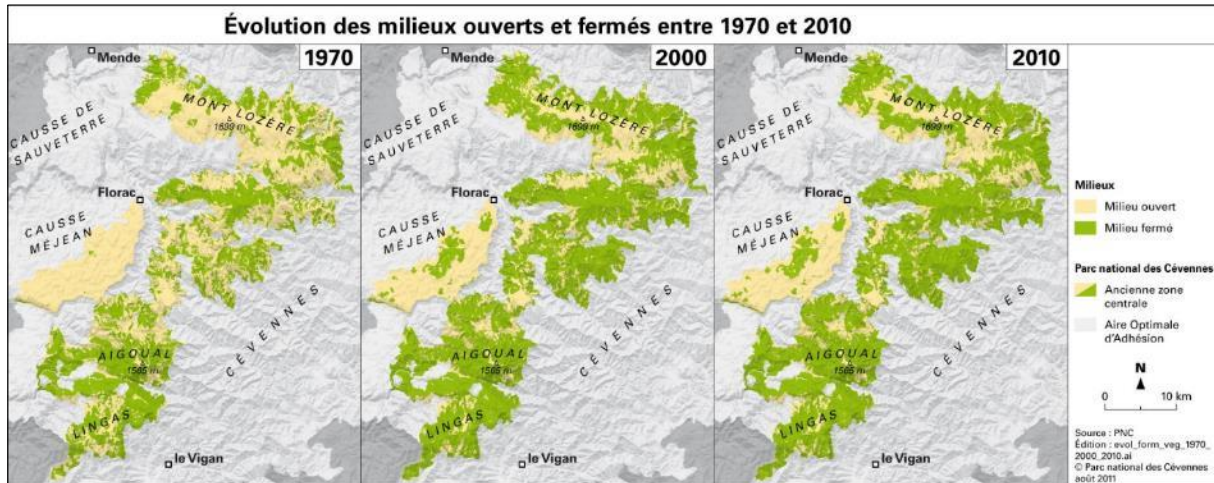 Évolution des milieux ouverts et fermés entre 1970 et 2010
1970
Mende
MONT LOZÈRE
1699 m
CAUSSE DE
SAUVETERRE
Florac
CAUSSE
MÉJEAN
CÉVENNES
AIGOUAL
1565 m
LINGAS
le Vigan
2000
Mende
MONT LOZÈRE
1699 m
CAUSSE DE
SAUVETERRE
Florac
CAUSSE
MÉJEAN
CÉVENNES
AIGOUAL
1565 m
LINGAS
le Vigan
2010
Mende
MONT LOZÈRE
1699 m
CAUSSE DE
SAUVETERRE
Florac
CAUSSE
MÉJEAN
CÉVENNES
AIGOUAL
1565 m
LINGAS
le Vigan
Milieux
Milieu ouvert
Milieu fermé
Parc national des Cévennes
Ancienne zone
centrale
Aire Optimale
d'Adhésion
N
0 10 km
Source : PNC
Édition : evol_form_veg_1970_
2000_2010.ai
© Parc national des Cévennes
août 2011